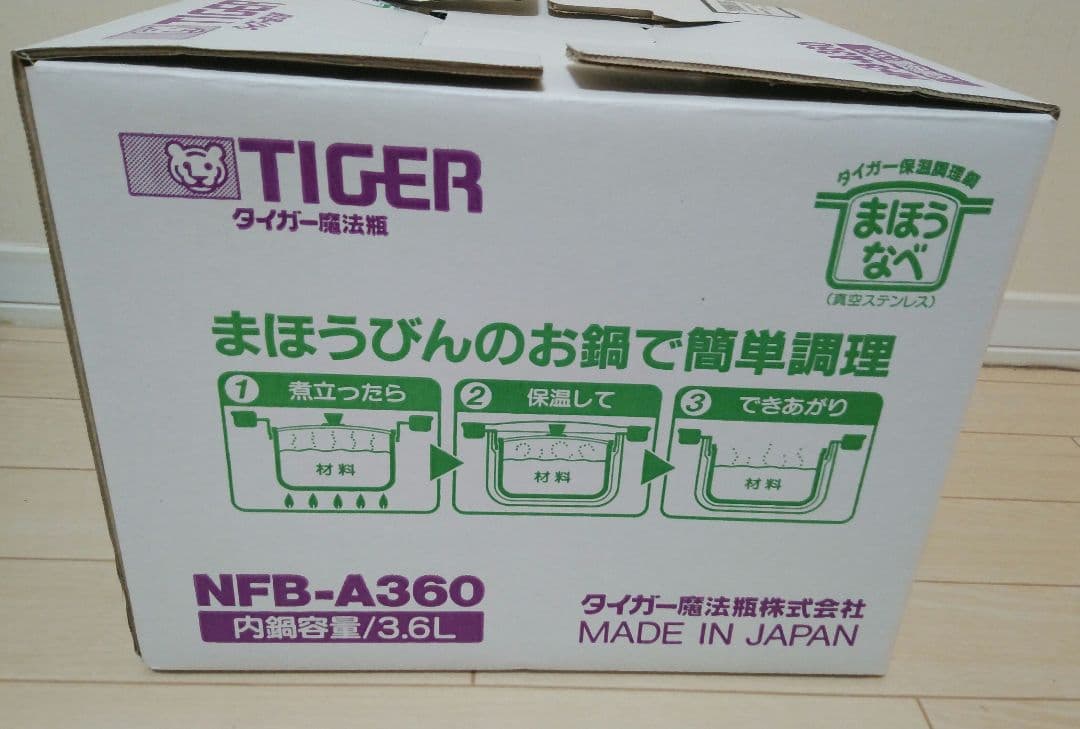 TIGER
タイガー魔法瓶
タイガー保温調理鍋
まほう
なべ
(真空ステンレス)
まほうびんのお鍋で簡単調理
1 煮立ったら
材料
2 保温して
材料
3 できあがり
材料
NFB-A360
内鍋容量/3.6L
タイガー魔法瓶株式会社
MADE IN JAPAN